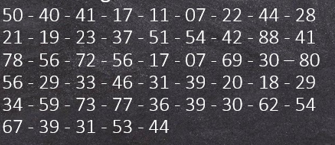 50 - 40 - 41 - 17 - 11 - 07 - 22 - 44 - 28
21 - 19 - 23 - 37 - 51 - 54 - 42 - 88 - 41
78 - 56 - 72 - 56 - 17 - 07 - 69 - 30 – 80
56 - 29 - 33 - 46 - 31 - 39 - 20 - 18 - 29
34 - 59 - 73 - 77 - 36 - 39 - 30 - 62 - 54
67 - 39 - 31 - 53 - 44